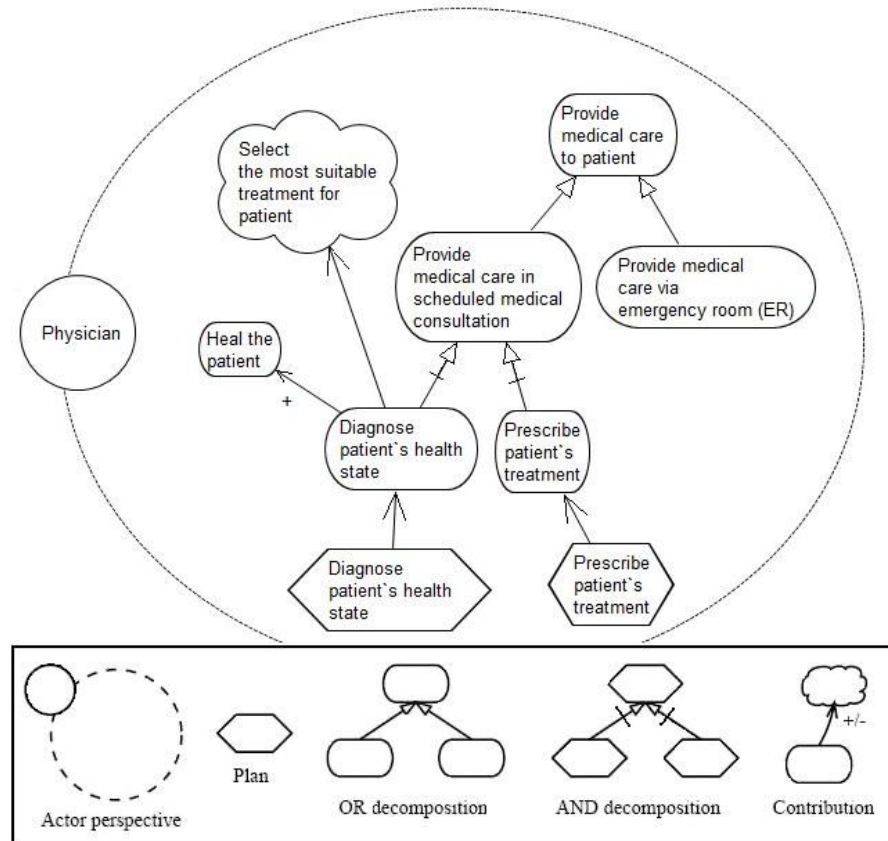 Provide
medical care
to patient
Select
the most suitable
treatment for
patient
Provide
medical care in
scheduled medical
consultation
Provide medical
care via
emergency room (ER)
Physician
Heal the
patient
+
Diagnose
patient`s health
state
Prescribe
patient`s
treatment
Diagnose
patient`s health
state
Prescribe
patient`s
treatment
+/-
Plan
Actor perspective
OR decomposition
AND decomposition
Contribution